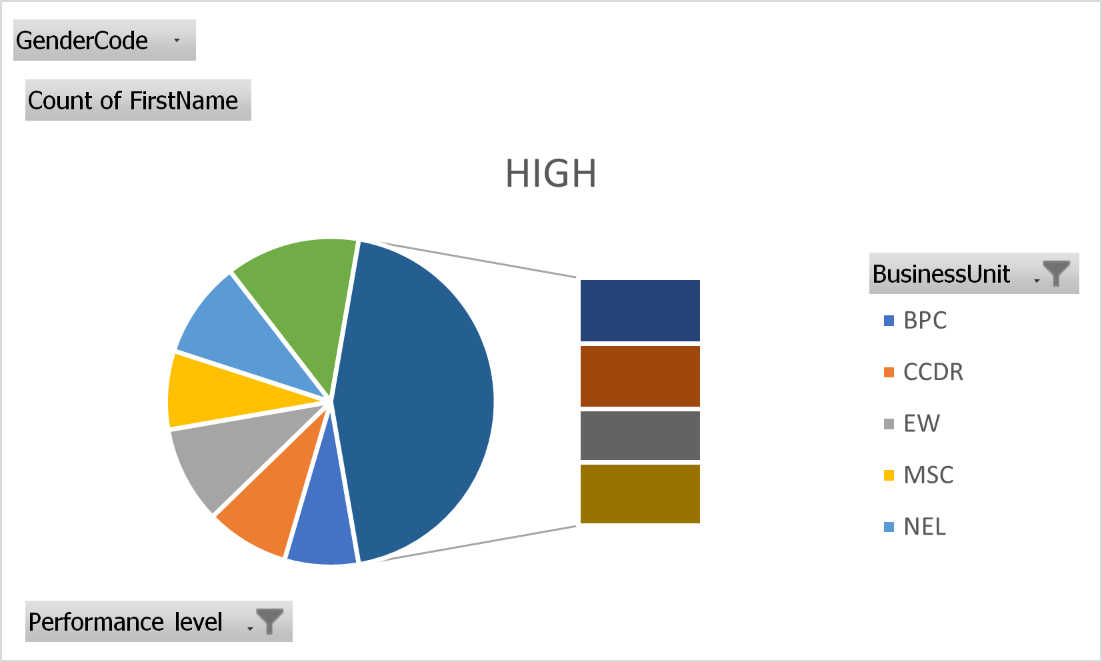 GenderCode
Count of FirstName
HIGH
BusinessUnit
BPC
CCDR
EW
MSC
NEL
Performance level